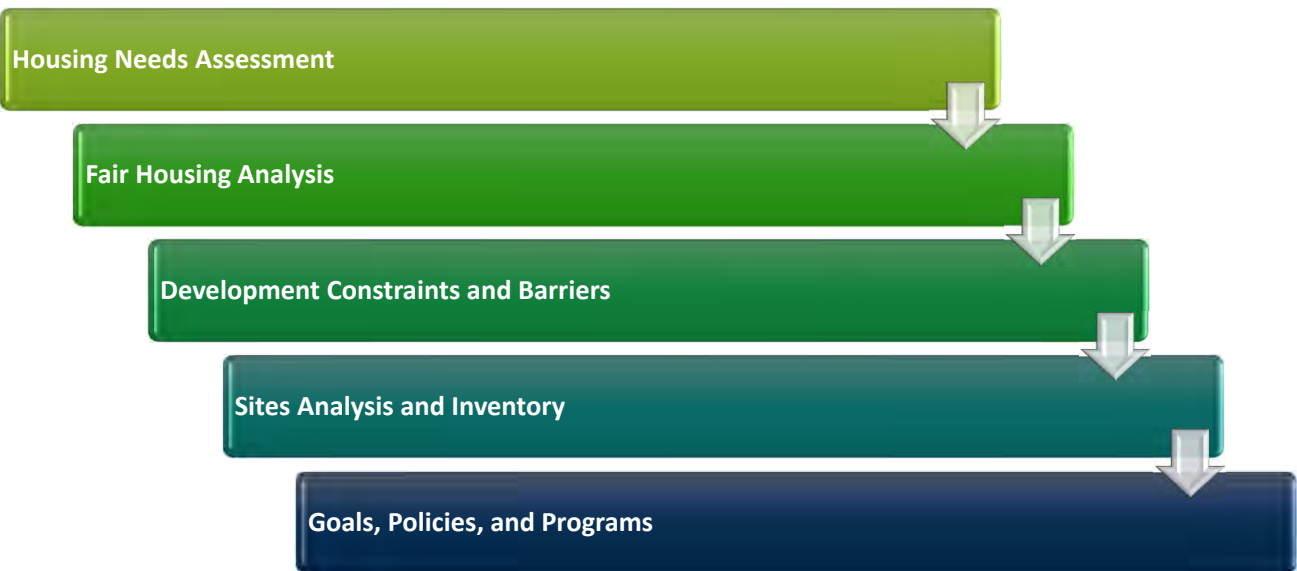 Housing Needs Assessment
Fair Housing Analysis
Development Constraints and Barriers
Sites Analysis and Inventory
Goals, Policies, and Programs